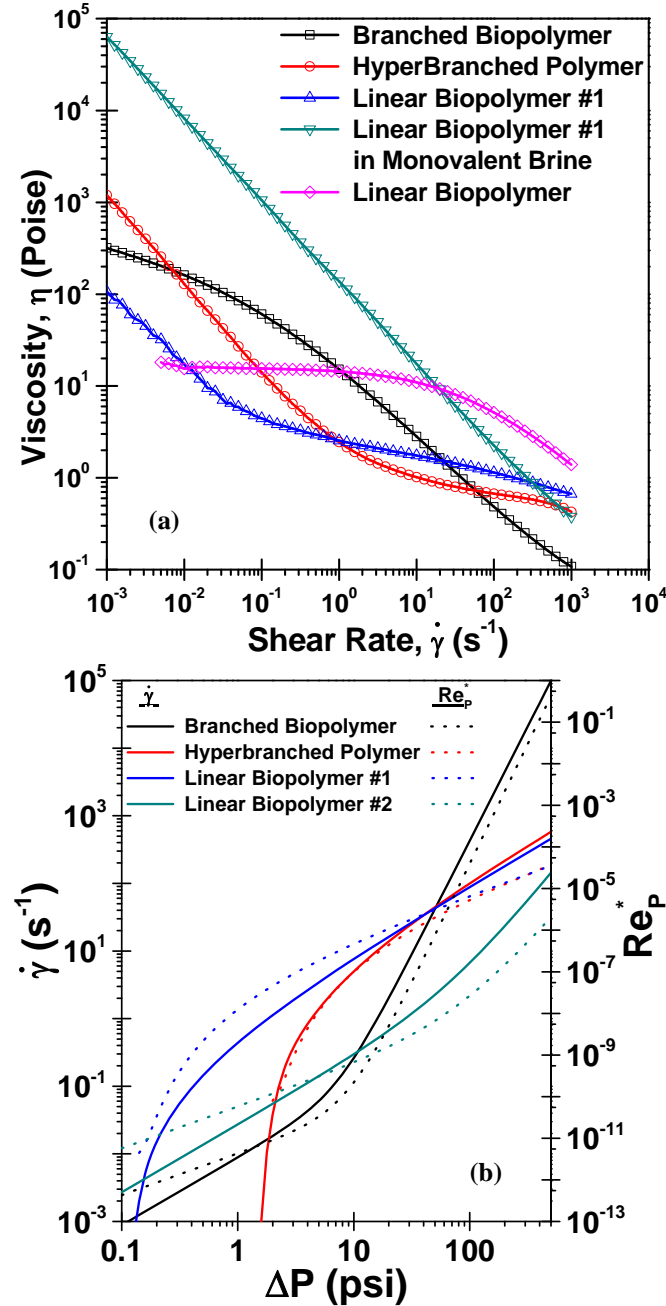 10^5
10^4
10^3
10^2
10^1
10^0
10^-1
Viscosity, η (Poise)
Branched Biopolymer
HyperBranched Polymer
Linear Biopolymer #1
Linear Biopolymer #1
in Monovalent Brine
Linear Biopolymer
(a)
10^-3 10^-2 10^-1 10^0 10^1 10^2 10^3 10^4
Shear Rate, γ̇ (s^-1)
10^5
10^3
10^1
10^-1
10^-3
γ̇ (s^-1)
γ̇ Re_P^*
Branched Biopolymer
Hyperbranched Polymer
Linear Biopolymer #1
Linear Biopolymer #2
10^-1
10^-3
10^-5
10^-7
10^-9
10^-11
10^-13
Re_P^*
(b)
0.1 1 10 100
ΔP (psi)